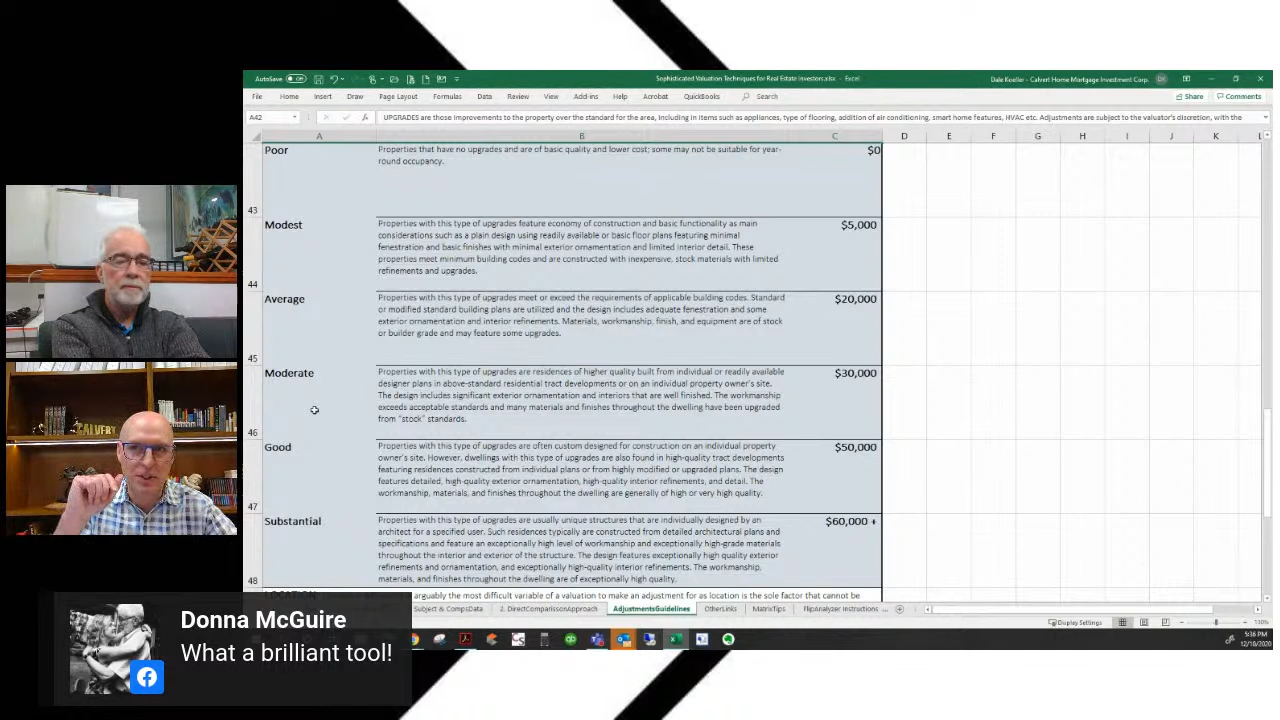 AutoSave Off
Sophisticated Valuation Techniques for Real Estate Investors.xlsx - Excel
Dale Koeller - Calvert Home Mortgage Investment Corp.
DK
File Home Insert Draw Page Layout Formulas Data Review View Add-ins Help Acrobat QuickBooks Search
Share Comments
A42
fx
UPGRADES are those improvements to the property over the standard for the area, including in items such as appliances, type of flooring, addition of air conditioning, smart home features, HVAC etc. Adjustments are subject to the valuator's discretion, with the
A B C D E F G H I J K L
Poor
Properties that have no upgrades and are of basic quality and lower cost; some may not be suitable for year-
round occupancy.
$0
43
Modest
Properties with this type of upgrades feature economy of construction and basic functionality as main
considerations such as a plain design using readily available or basic floor plans featuring minimal
fenestration and basic finishes with minimal exterior ornamentation and limited interior detail. These
properties meet minimum building codes and are constructed with inexpensive, stock materials with limited
refinements and upgrades.
$5,000
44
Average
Properties with this type of upgrades meet or exceed the requirements of applicable building codes. Standard
or modified standard building plans are utilized and the design includes adequate fenestration and some
exterior ornamentation and interior refinements. Materials, workmanship, finish, and equipment are of stock
or builder grade and may feature some upgrades.
$20,000
45
Moderate
Properties with this type of upgrades are residences of higher quality built from individual or readily available
designer plans in above-standard residential tract developments or on an individual property owner's site.
The design includes significant exterior ornamentation and interiors that are well finished. The workmanship
exceeds acceptable standards and many materials and finishes throughout the dwelling have been upgraded
from "stock" standards.
$30,000
46
Good
Properties with this type of upgrades are often custom designed for construction on an individual property
owner's site. However, dwellings with this type of upgrades are also found in high-quality tract developments
featuring residences constructed from individual plans or from highly modified or upgraded plans. The design
features detailed, high-quality exterior ornamentation, high-quality interior refinements, and detail. The
workmanship, materials, and finishes throughout the dwelling are generally of high or very high quality.
$50,000
47
Substantial
Properties with this type of upgrades are usually unique structures that are individually designed by an
architect for a specified user. Such residences typically are constructed from detailed architectural plans and
specifications and feature an exceptionally high level of workmanship and exceptionally high-grade materials
throughout the interior and exterior of the structure. The design features exceptionally high quality exterior
refinements and ornamentation, and exceptionally high-quality interior refinements. The workmanship,
materials, and finishes throughout the dwelling are of exceptionally high quality.
$60,000 +
48
arguably the most difficult variable of a valuation to make an adjustment for as location is the sole factor that cannot be
Subject & CompsData 2. DirectComparissonApproach AdjustmentsGuidelines OtherLinks MatrixTips FlipAnalyzer Instructions ...
Display Settings 130%
5:36 PM
12/10/2020
CALVERT
Donna McGuire
What a brilliant tool!